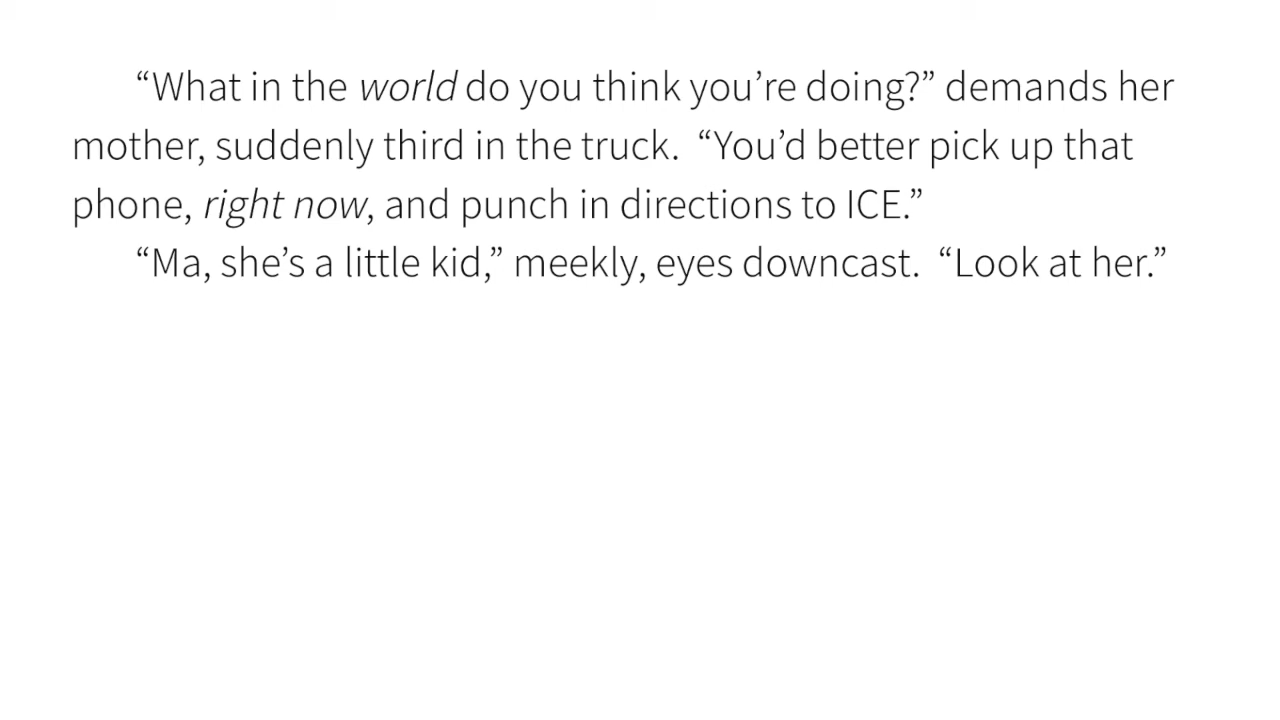 “What in the world do you think you’re doing?” demands her
mother, suddenly third in the truck.  “You’d better pick up that
phone, right now, and punch in directions to ICE.”
“Ma, she’s a little kid,” meekly, eyes downcast.  “Look at her.”